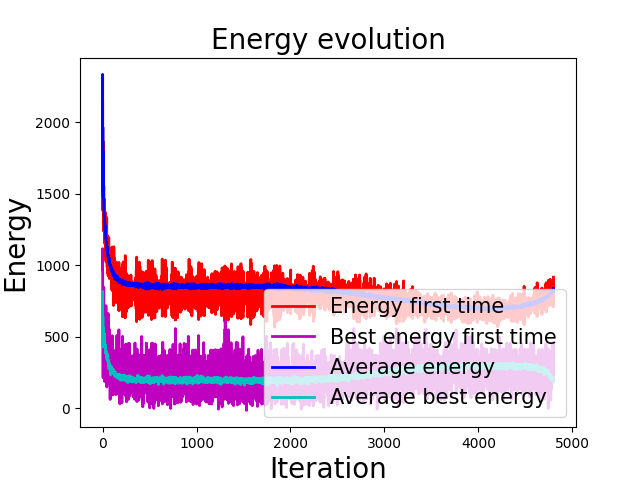 Energy evolution
Energy
2000
1500
1000
500
0
Energy first time
Best energy first time
Average energy
Average best energy
0 1000 2000 3000 4000 5000
Iteration